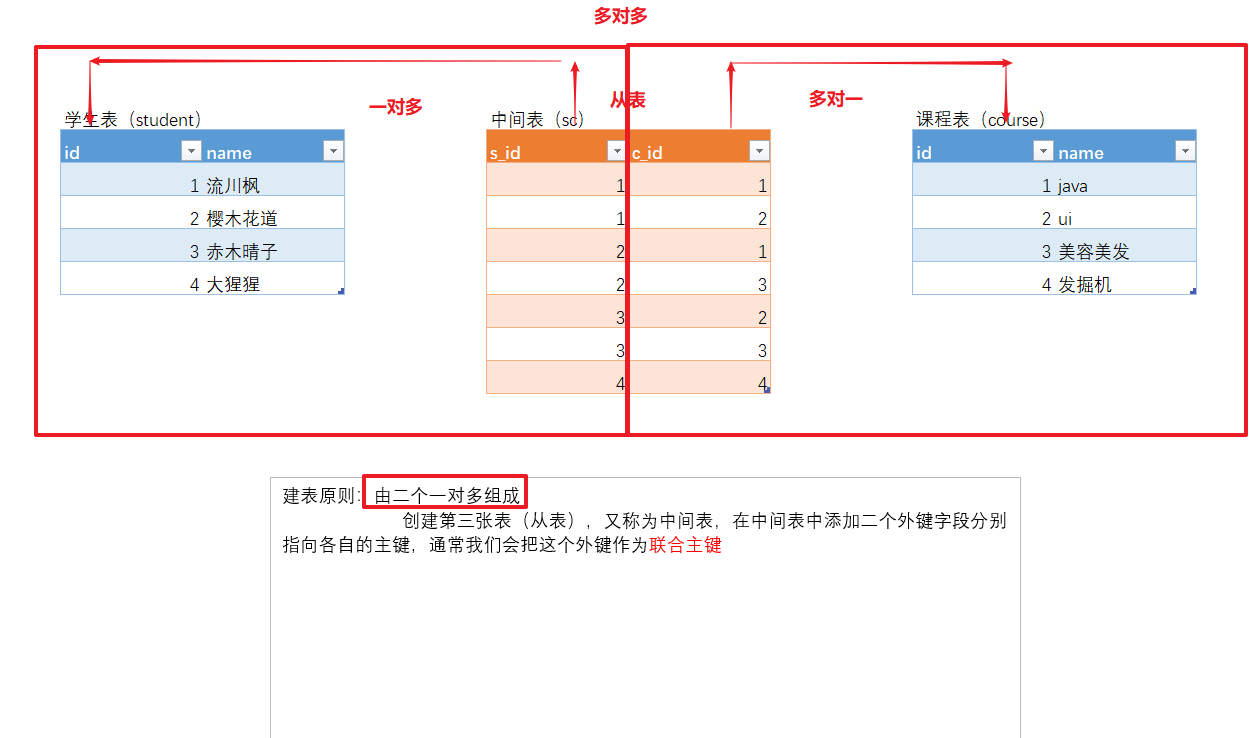 多对多
一对多
从表
多对一
学生表（student）
中间表（sc）
课程表（course）
id name
1 流川枫
2 樱木花道
3 赤木晴子
4 大猩猩
s_id c_id
1 1
1 2
2 1
2 3
3 2
3 3
4 4
id name
1 java
2 ui
3 美容美发
4 发掘机
建表原则：由二个一对多组成
创建第三张表（从表），又称为中间表，在中间表中添加二个外键字段分别
指向各自的主键，通常我们会把这个外键作为联合主键